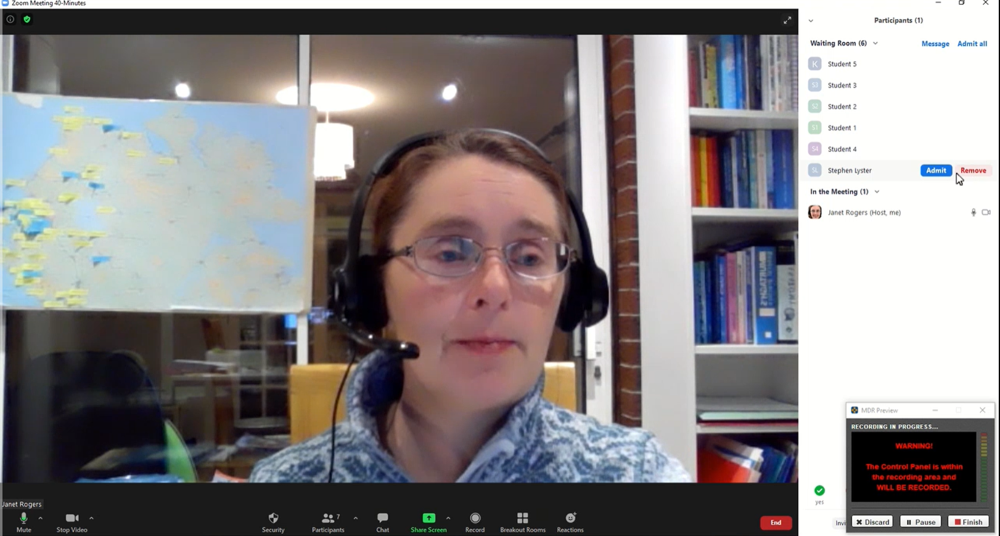 Zoom Meeting 40-Minutes
Participants (1)
Waiting Room (6)
Message
Admit all
K
Student 5
S3
Student 3
S2
Student 2
S1
Student 1
S4
Student 4
SL
Stephen Lyster
Admit
Remove
In the Meeting (1)
Janet Rogers (Host, me)
MDR Preview
RECORDING IN PROGRESS...
WARNING!
The Control Panel is within
the recording area and
WILL BE RECORDED.
yes
Invi
Discard
Pause
Finish
Janet Rogers
Mute
Stop Video
Security
7
Participants
Chat
Share Screen
Record
Breakout Rooms
Reactions
End